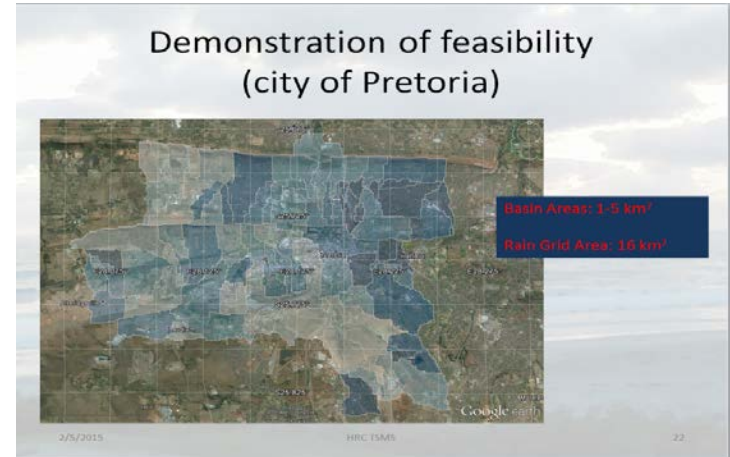 Demonstration of feasibility
(city of Pretoria)
Basin Areas: 1-5 km²
Rain Grid Area: 16 km²
Google earth
2/5/2015
HRC TSMS
22